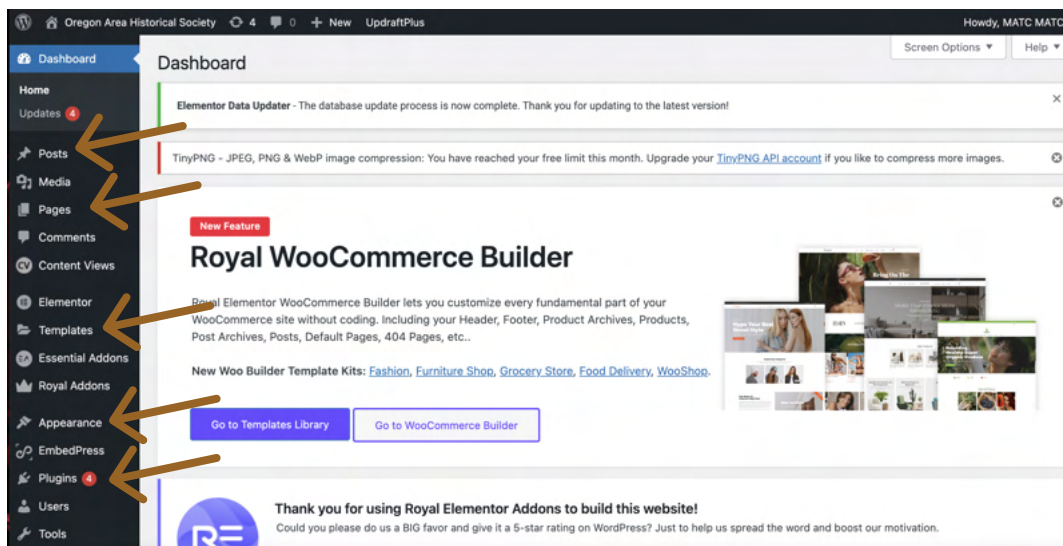 Oregon Area Historical Society 4 0 + New UpdraftPlus Howdy, MATC MATC
Dashboard
Home
Updates 4
Posts
Media
Pages
Comments
Content Views
Elementor
Templates
Essential Addons
Royal Addons
Appearance
EmbedPress
Plugins 4
Users
Tools
Screen Options ▼ Help ▼
Dashboard
Elementor Data Updater - The database update process is now complete. Thank you for updating to the latest version!
TinyPNG - JPEG, PNG & WebP image compression: You have reached your free limit this month. Upgrade your TinyPNG API account if you like to compress more images.
New Feature
Royal WooCommerce Builder
Royal Elementor WooCommerce Builder lets you customize every fundamental part of your
WooCommerce site without coding. Including your Header, Footer, Product Archives, Products,
Post Archives, Posts, Default Pages, 404 Pages, etc..
New Woo Builder Template Kits: Fashion, Furniture Shop, Grocery Store, Food Delivery, WooShop.
Go to Templates Library Go to WooCommerce Builder
RE
Thank you for using Royal Elementor Addons to build this website!
Could you please do us a BIG favor and give it a 5-star rating on WordPress? Just to help us spread the word and boost our motivation.